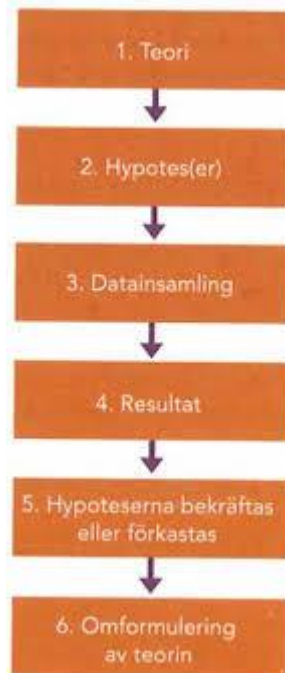 1. Teori
2. Hypotes(er)
3. Datainsamling
4. Resultat
5. Hypoteserna bekräftas
eller förkastas
6. Omformulering
av teorin